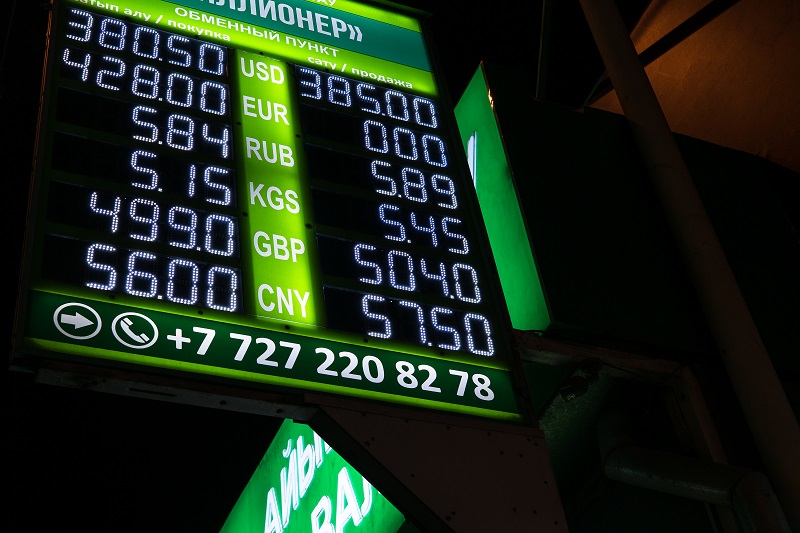 ЛЛИОНЕР»
ОБМЕННЫЙ ПУНКТ
сатып алу / покупка
сату / продажа
380.50 USD 385.00
428.00 EUR 000
5.84 RUB 5.89
5.15 KGS 5.45
499.0 GBP 504.0
56.00 CNY 57.50
+7 727 220 82 78
АЙЫ
ВАЛ